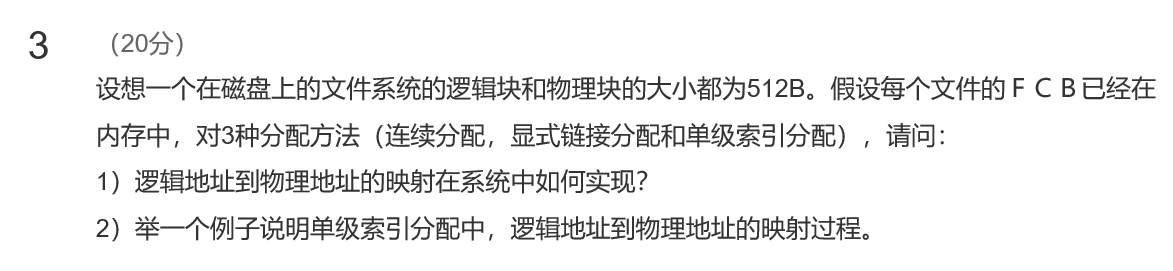 3 （20分）
设想一个在磁盘上的文件系统的逻辑块和物理块的大小都为512B。假设每个文件的ＦＣＢ已经在
内存中，对3种分配方法（连续分配，显式链接分配和单级索引分配），请问：
1）逻辑地址到物理地址的映射在系统中如何实现？
2）举一个例子说明单级索引分配中，逻辑地址到物理地址的映射过程。